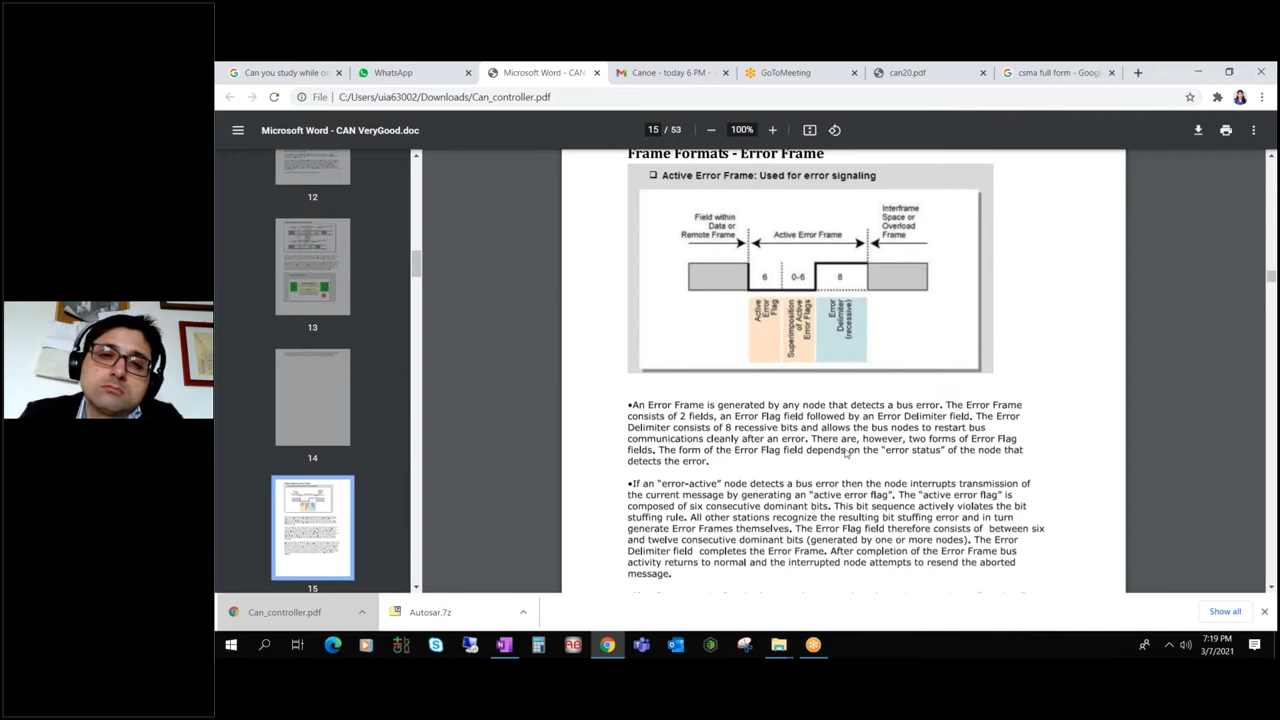 Can you study while on
WhatsApp
Microsoft Word - CAN
Canoe - today 6 PM -
GoToMeeting
can20.pdf
csma full form - Goog
File
C:/Users/uia63002/Downloads/Can_controller.pdf
Microsoft Word - CAN VeryGood.doc
15 / 53
100%
12
13
14
15
Frame Formats - Error Frame
Active Error Frame: Used for error signaling
Field within
Data or
Remote Frame
Active Error Frame
Interframe
Space or
Overload
Frame
6
0-6
8
Active
Error
Flag
Superimposition
of Active
Error Flags
Error
Delimiter
(recessive)
•An Error Frame is generated by any node that detects a bus error. The Error Frame
consists of 2 fields, an Error Flag field followed by an Error Delimiter field. The Error
Delimiter consists of 8 recessive bits and allows the bus nodes to restart bus
communications cleanly after an error. There are, however, two forms of Error Flag
fields. The form of the Error Flag field depends on the "error status" of the node that
detects the error.
•If an "error-active" node detects a bus error then the node interrupts transmission of
the current message by generating an "active error flag". The "active error flag" is
composed of six consecutive dominant bits. This bit sequence actively violates the bit
stuffing rule. All other stations recognize the resulting bit stuffing error and in turn
generate Error Frames themselves. The Error Flag field therefore consists of between six
and twelve consecutive dominant bits (generated by one or more nodes). The Error
Delimiter field completes the Error Frame. After completion of the Error Frame bus
activity returns to normal and the interrupted node attempts to resend the aborted
message.
Can_controller.pdf
Autosar.7z
Show all
7:19 PM
3/7/2021